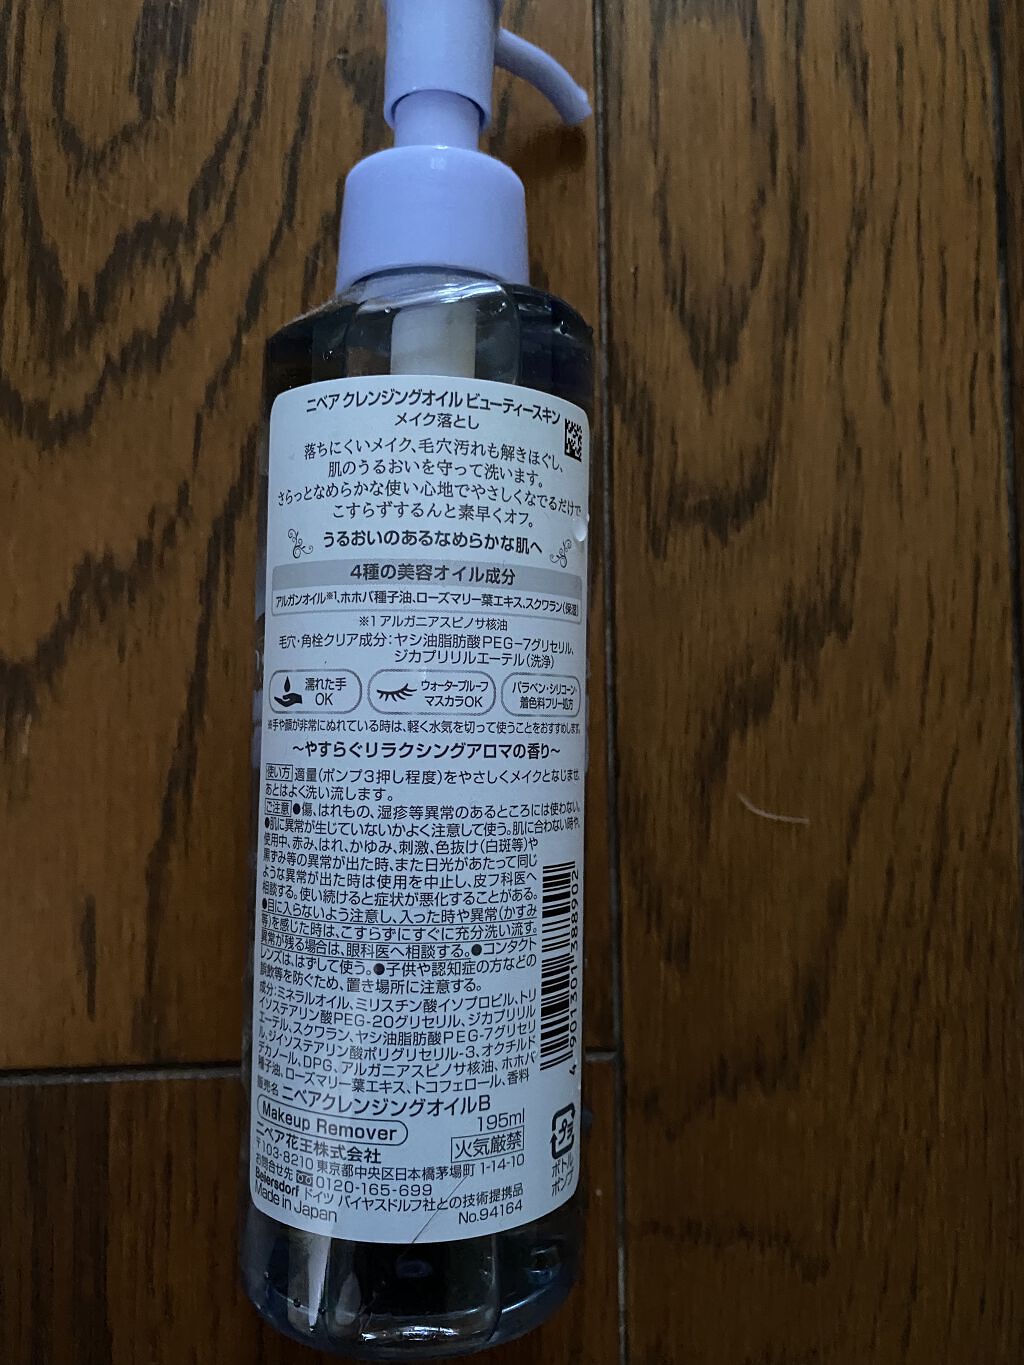 ニベア クレンジングオイル ビューティースキン
メイク落とし
落ちにくいメイク、毛穴汚れも解きほぐし、
肌のうるおいを守って洗います。
さらっとなめらかな使い心地でやさしくなでるだけで
こすらずするんと素早くオフ。
うるおいのあるなめらかな肌へ
4種の美容オイル成分
アルガンオイル※1、ホホバ種子油、ローズマリー葉エキス、スクワラン(保湿)
※1 アルガニアスピノサ核油
毛穴・角栓クリア成分：ヤシ油脂肪酸PEG-7グリセリル、
ジカプリリルエーテル(洗浄)
濡れた手
OK
ウォータープルーフ
マスカラOK
パラベン・シリコーン・
着色料フリー処方
※手や顔が非常にぬれている時は、軽く水気を切って使うことをおすすめします。
〜やすらぐリラクシングアロマの香り〜
使い方 適量(ポンプ3押し程度)をやさしくメイクとなじませ、
あとはよく洗い流します。
ご注意 ●傷、はれもの、湿疹等異常のあるところには使わない。
●肌に異常が生じていないかよく注意して使う。肌に合わない時や、
使用中、赤み、はれ、かゆみ、刺激、色抜け(白斑等)や
黒ずみ等の異常が出た時、また日光があたって同じ
ような異常が出た時は使用を中止し、皮フ科医へ
相談する。使い続けると症状が悪化することがある。
●目に入らないよう注意し、入った時や異常(かすみ
等)を感じた時は、こすらずにすぐに充分洗い流す。
異常が残る場合は、眼科医へ相談する。●コンタクト
レンズは、はずして使う。●子供や認知症の方などの
誤飲等を防ぐため、置き場所に注意する。
成分：ミネラルオイル、ミリスチン酸イソプロピル、トリ
イソステアリン酸PEG-20グリセリル、ジカプリリル
エーテル、スクワラン、ヤシ油脂肪酸PEG-7グリセリ
ル、ジイソステアリン酸ポリグリセリル-3、オクチルド
デカノール、DPG、アルガニアスピノサ核油、ホホバ
種子油、ローズマリー葉エキス、トコフェロール、香料
販売名 ニベアクレンジングオイルB
Makeup Remover
195ml
ニベア花王株式会社
火気厳禁
〒103-8210 東京都中央区日本橋茅場町 1-14-10
お問合せ先 0120-165-699
Beiersdorf ドイツ バイヤスドルフ社との技術提携品
Made in Japan
No.94164
4 901301 388902
プラ
ボトル
ポンプ